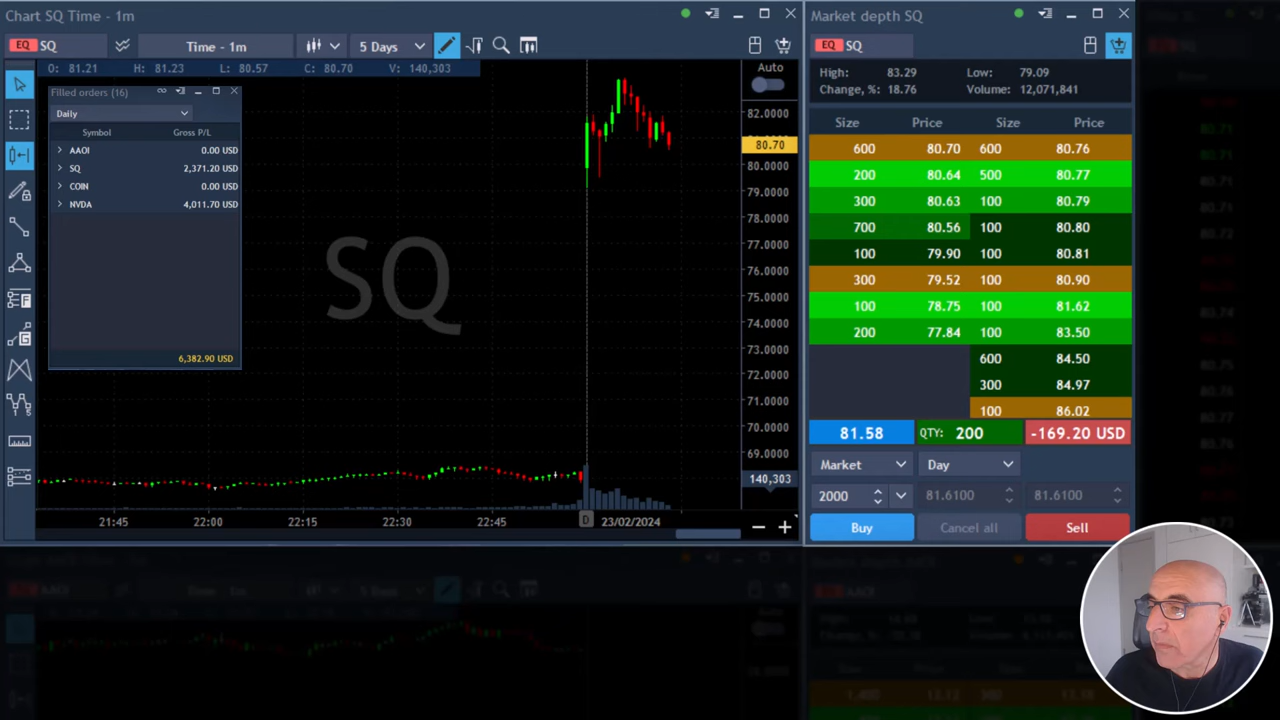 Chart SQ Time - 1m
EQ SQ
Time - 1m
5 Days
O: 81.21 H: 81.23 L: 80.57 C: 80.70 V: 140,303
Auto
Filled orders (16)
Daily
Symbol Gross P/L
AAOI 0.00 USD
SQ 2,371.20 USD
COIN 0.00 USD
NVDA 4,011.70 USD
6,382.90 USD
SQ
82.0000
80.70
80.0000
79.0000
78.0000
77.0000
76.0000
75.0000
74.0000
73.0000
72.0000
71.0000
70.0000
69.0000
140,303
21:45 22:00 22:15 22:30 22:45 D 23/02/2024
Market depth SQ
EQ SQ
High: 83.29 Low: 79.09
Change, %: 18.76 Volume: 12,071,841
Size Price Size Price
600 80.70 600 80.76
200 80.64 500 80.77
300 80.63 100 80.79
700 80.56 100 80.80
100 79.90 100 80.81
300 79.52 100 80.90
100 78.75 100 81.62
200 77.84 100 83.50
600 84.50
300 84.97
100 86.02
81.58 QTY: 200 -169.20 USD
Market Day
2000 81.6100 81.6100
Buy Cancel all Sell